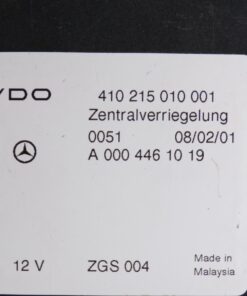 VDO
410 215 010 001
Zentralverriegelung
0051 08/02/01
A 000 446 10 19
12 V ZGS 004
Made in
Malaysia